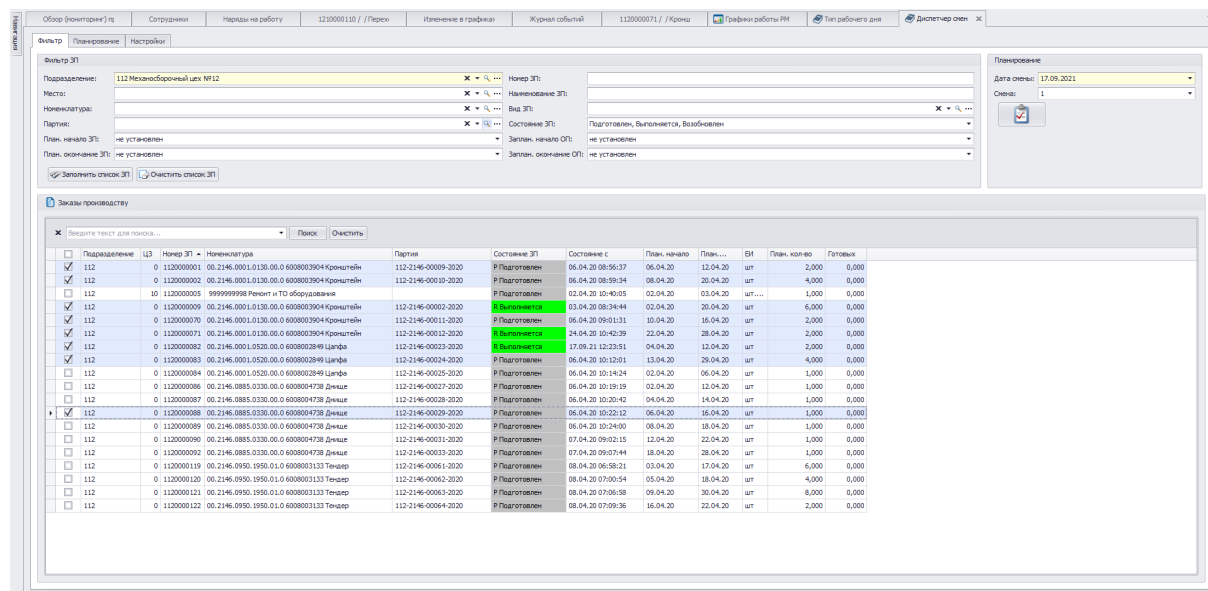 Обзор (мониторинг) пр Сотрудники Наряды на работу 1210000110 / / Перехо Изменение в графиках Журнал событий 1120000071 / / Кронш Графики работы РМ Тип рабочего дня Диспетчер смен ×
Навигация
Фильтр Планирование Настройки
Фильтр ЗП Планирование
Подразделение: 112 Механосборочный цех №12 Номер ЗП: Дата смены: 17.09.2021
Место: Наименование ЗП: Смена: 1
Номенклатура: Вид ЗП:
Партия: Состояние ЗП: Подготовлен, Выполняется, Возобновлен
План. начало ЗП: не установлен Заплан. начало ОП: не установлен
План. окончание ЗП: не установлен Заплан. окончание ОП: не установлен
Заполнить список ЗП Очистить список ЗП
Заказы производству
Введите текст для поиска... Поиск Очистить
Подразделение ЦЗ Номер ЗП Номенклатура Партия Состояние ЗП Состояние с План. начало План.... ЕИ План. кол-во Готовых
112 0 1120000001 00.2146.0001.0130.00.0 6008003904 Кронштейн 112-2146-00009-2020 P Подготовлен 06.04.20 08:56:37 06.04.20 12.04.20 шт 2,000 0,000
112 0 1120000002 00.2146.0001.0130.00.0 6008003904 Кронштейн 112-2146-00010-2020 P Подготовлен 06.04.20 08:59:34 08.04.20 20.04.20 шт 4,000 0,000
112 10 1120000005 9999999998 Ремонт и ТО оборудования P Подготовлен 02.04.20 10:40:05 02.04.20 03.04.20 шт.... 1,000 0,000
112 0 1120000009 00.2146.0001.0130.00.0 6008003904 Кронштейн 112-2146-00002-2020 R Выполняется 03.04.20 08:34:44 02.04.20 20.04.20 шт 6,000 0,000
112 0 1120000070 00.2146.0001.0130.00.0 6008003904 Кронштейн 112-2146-00011-2020 P Подготовлен 06.04.20 09:01:31 10.04.20 16.04.20 шт 2,000 0,000
112 0 1120000071 00.2146.0001.0130.00.0 6008003904 Кронштейн 112-2146-00012-2020 R Выполняется 24.04.20 10:42:39 22.04.20 28.04.20 шт 2,000 0,000
112 0 1120000082 00.2146.0001.0520.00.0 6008002849 Цапфа 112-2146-00023-2020 R Выполняется 17.09.21 12:23:51 04.04.20 12.04.20 шт 2,000 0,000
112 0 1120000083 00.2146.0001.0520.00.0 6008002849 Цапфа 112-2146-00024-2020 P Подготовлен 06.04.20 10:12:01 13.04.20 29.04.20 шт 4,000 0,000
112 0 1120000084 00.2146.0001.0520.00.0 6008002849 Цапфа 112-2146-00025-2020 P Подготовлен 06.04.20 10:14:24 02.04.20 06.04.20 шт 1,000 0,000
112 0 1120000086 00.2146.0885.0330.00.0 6008004738 Днище 112-2146-00027-2020 P Подготовлен 06.04.20 10:19:19 02.04.20 12.04.20 шт 1,000 0,000
112 0 1120000087 00.2146.0885.0330.00.0 6008004738 Днище 112-2146-00028-2020 P Подготовлен 06.04.20 10:20:42 04.04.20 14.04.20 шт 1,000 0,000
112 0 1120000088 00.2146.0885.0330.00.0 6008004738 Днище 112-2146-00029-2020 P Подготовлен 06.04.20 10:22:12 06.04.20 16.04.20 шт 1,000 0,000
112 0 1120000089 00.2146.0885.0330.00.0 6008004738 Днище 112-2146-00030-2020 P Подготовлен 06.04.20 10:24:00 08.04.20 18.04.20 шт 1,000 0,000
112 0 1120000090 00.2146.0885.0330.00.0 6008004738 Днище 112-2146-00031-2020 P Подготовлен 07.04.20 09:02:15 12.04.20 22.04.20 шт 1,000 0,000
112 0 1120000092 00.2146.0885.0330.00.0 6008004738 Днище 112-2146-00033-2020 P Подготовлен 07.04.20 09:07:44 18.04.20 28.04.20 шт 1,000 0,000
112 0 1120000119 00.2146.0950.1950.01.0 6008003133 Тендер 112-2146-00061-2020 P Подготовлен 08.04.20 06:58:21 03.04.20 17.04.20 шт 6,000 0,000
112 0 1120000120 00.2146.0950.1950.01.0 6008003133 Тендер 112-2146-00062-2020 P Подготовлен 08.04.20 07:00:54 05.04.20 18.04.20 шт 4,000 0,000
112 0 1120000121 00.2146.0950.1950.01.0 6008003133 Тендер 112-2146-00063-2020 P Подготовлен 08.04.20 07:06:58 09.04.20 30.04.20 шт 8,000 0,000
112 0 1120000122 00.2146.0950.1950.01.0 6008003133 Тендер 112-2146-00064-2020 P Подготовлен 08.04.20 07:09:36 16.04.20 22.04.20 шт 2,000 0,000